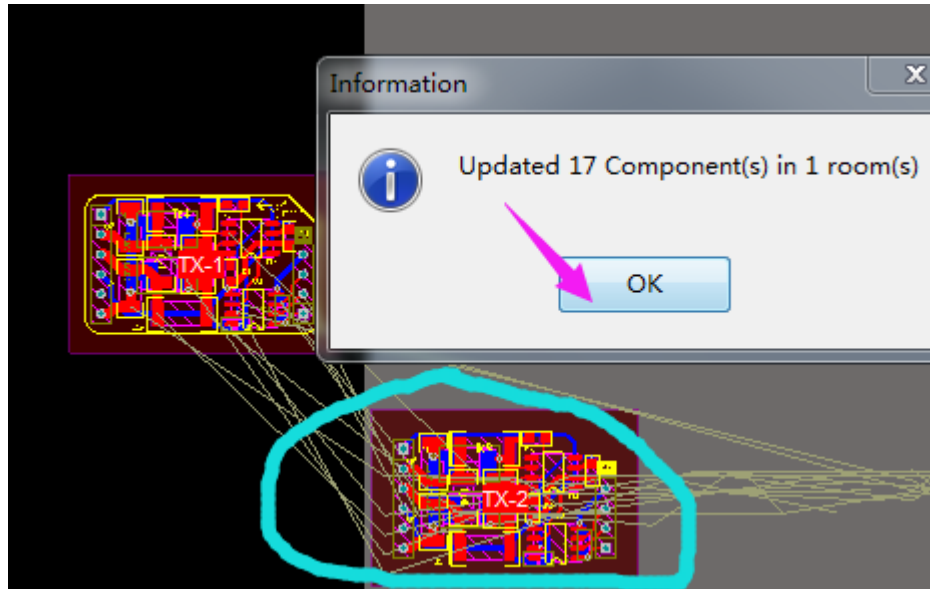 Information
X
Updated 17 Component(s) in 1 room(s)
OK
TX-1
TX-2